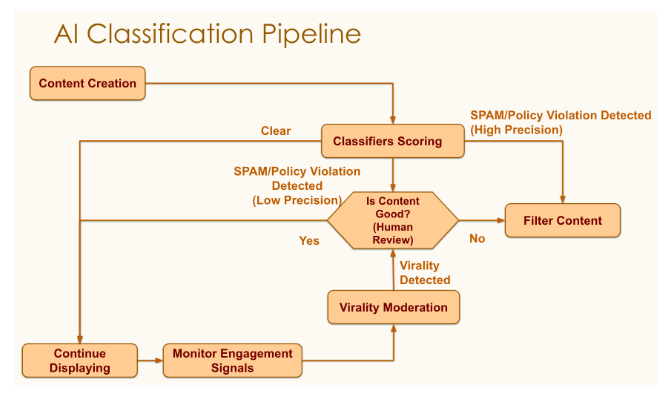 AI Classification Pipeline
Content Creation
SPAM/Policy Violation Detected
(High Precision)
Clear
Classifiers Scoring
SPAM/Policy Violation
Detected
(Low Precision)
Is Content
Good?
(Human
Review)
Filter Content
Yes
No
Virality
Detected
Virality Moderation
Continue
Displaying
Monitor Engagement
Signals